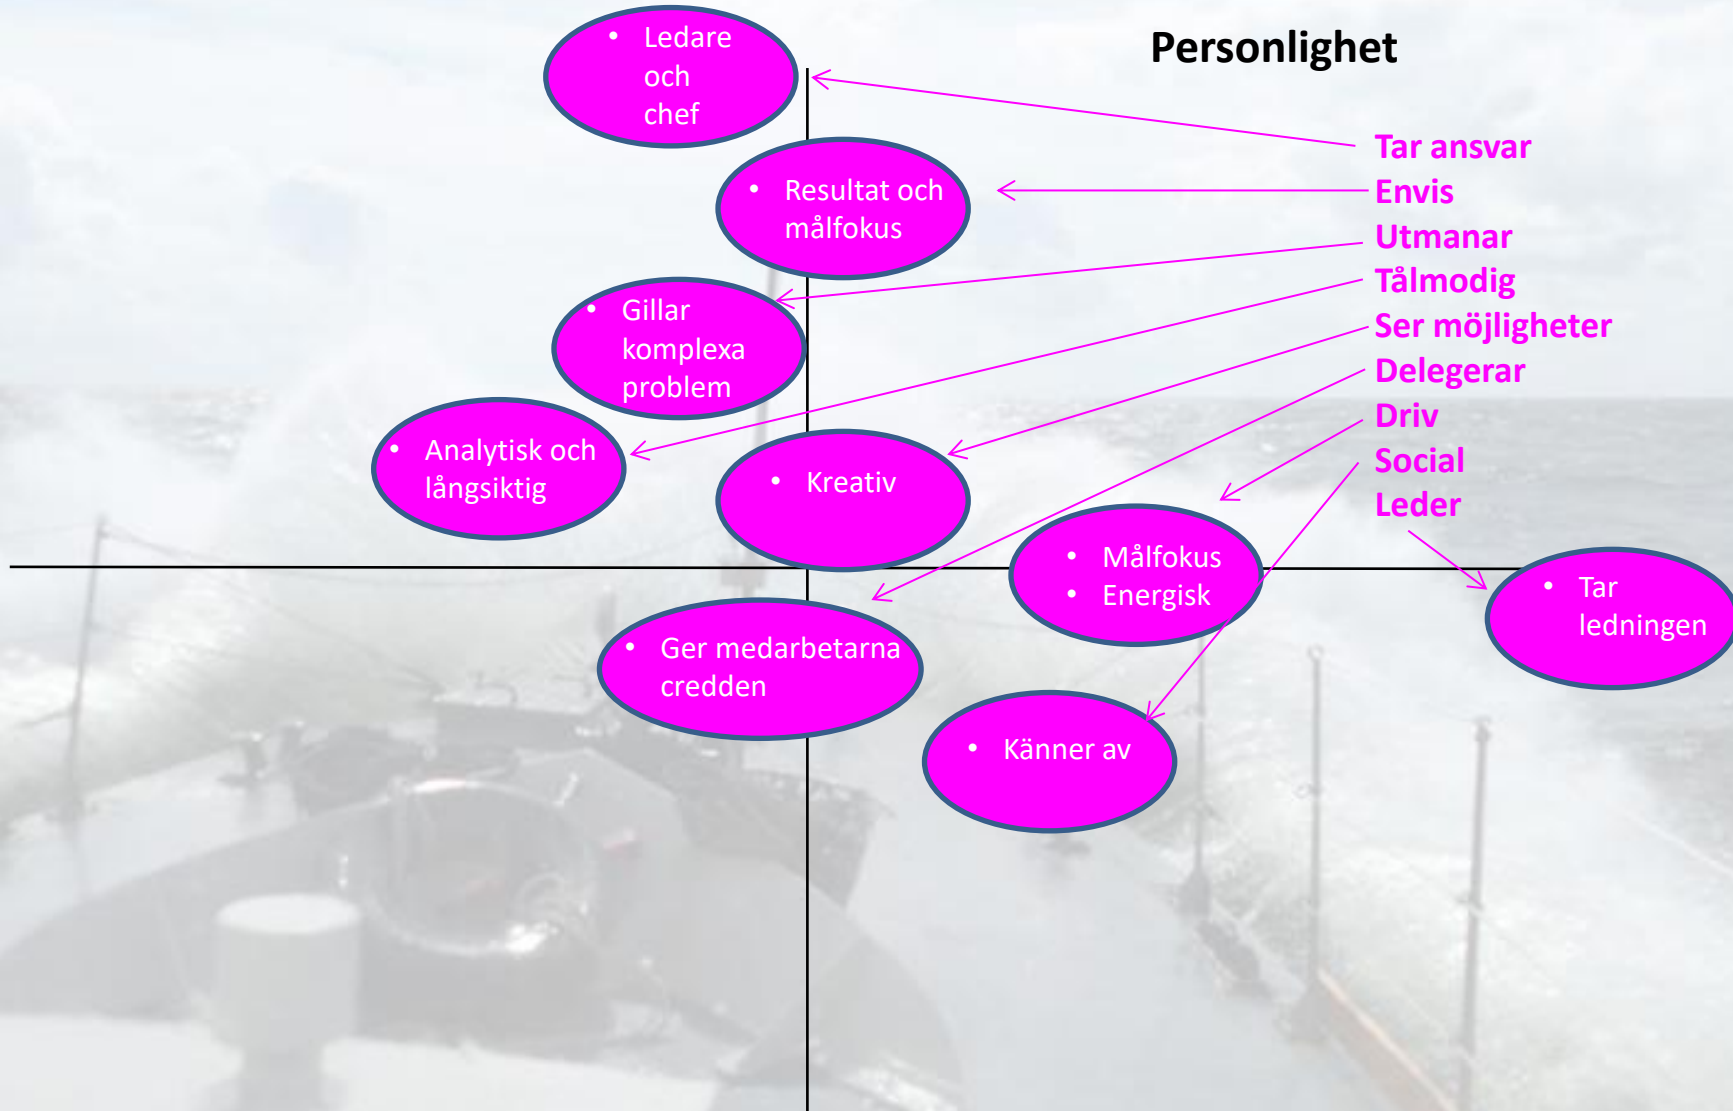 Personlighet
• Ledare
och
chef
• Resultat och
målfokus
• Gillar
komplexa
problem
• Analytisk och
långsiktig
• Kreativ
• Målfokus
• Energisk
• Ger medarbetarna
credden
• Känner av
• Tar
ledningen
Tar ansvar
Envis
Utmanar
Tålmodig
Ser möjligheter
Delegerar
Driv
Social
Leder